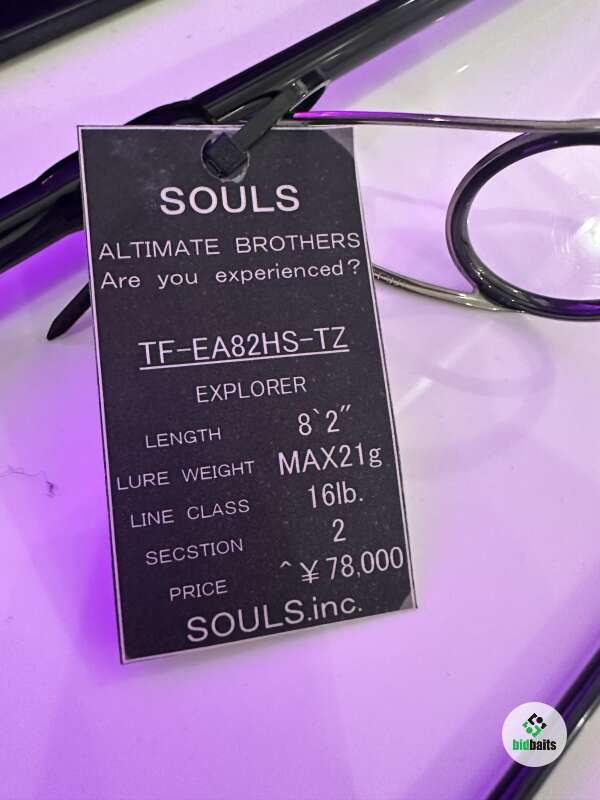 SOULS
ALTIMATE BROTHERS
Are you experienced?
TF-EA82HS-TZ
EXPLORER
LENGTH 8`2″
LURE WEIGHT MAX21g
LINE CLASS 16lb.
SECSTION 2
PRICE ^¥78,000
SOULS.inc.
bidbaits